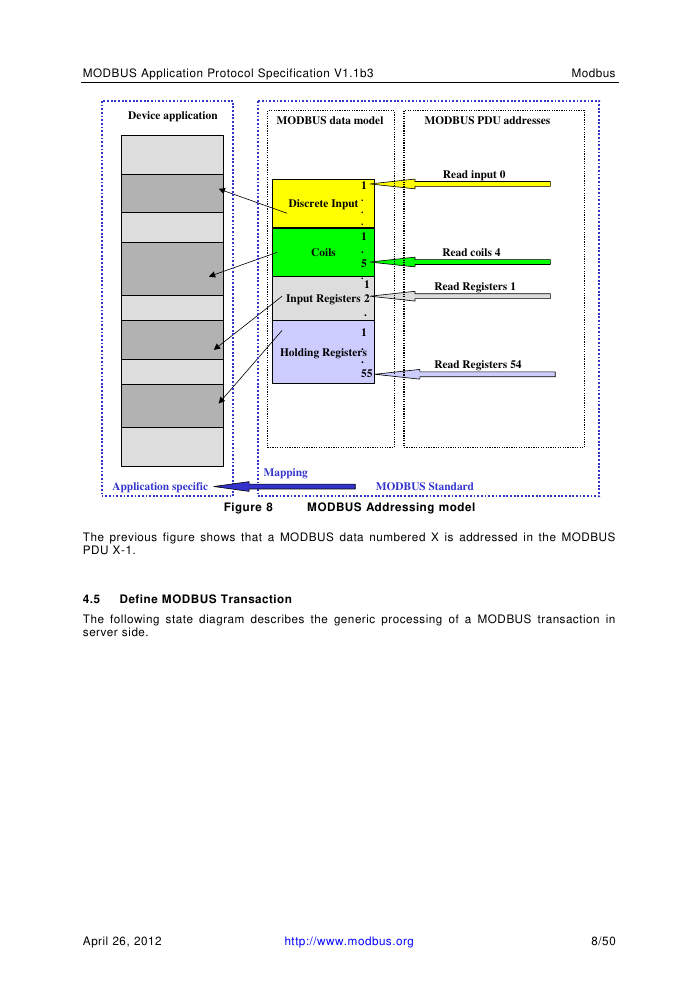 MODBUS Application Protocol Specification V1.1b3 Modbus
Device application
MODBUS data model
MODBUS PDU addresses
1
Discrete Input
.
.
.
Read input 0
1
Coils
.
5
Read coils 4
.
1
Input Registers 2
.
Read Registers 1
1
Holding Registers
.
.
55
Read Registers 54
Mapping
Application specific
MODBUS Standard
Figure 8 MODBUS Addressing model
The previous figure shows that a MODBUS data numbered X is addressed in the MODBUS
PDU X-1.
4.5 Define MODBUS Transaction
The following state diagram describes the generic processing of a MODBUS transaction in
server side.
April 26, 2012 http://www.modbus.org 8/50